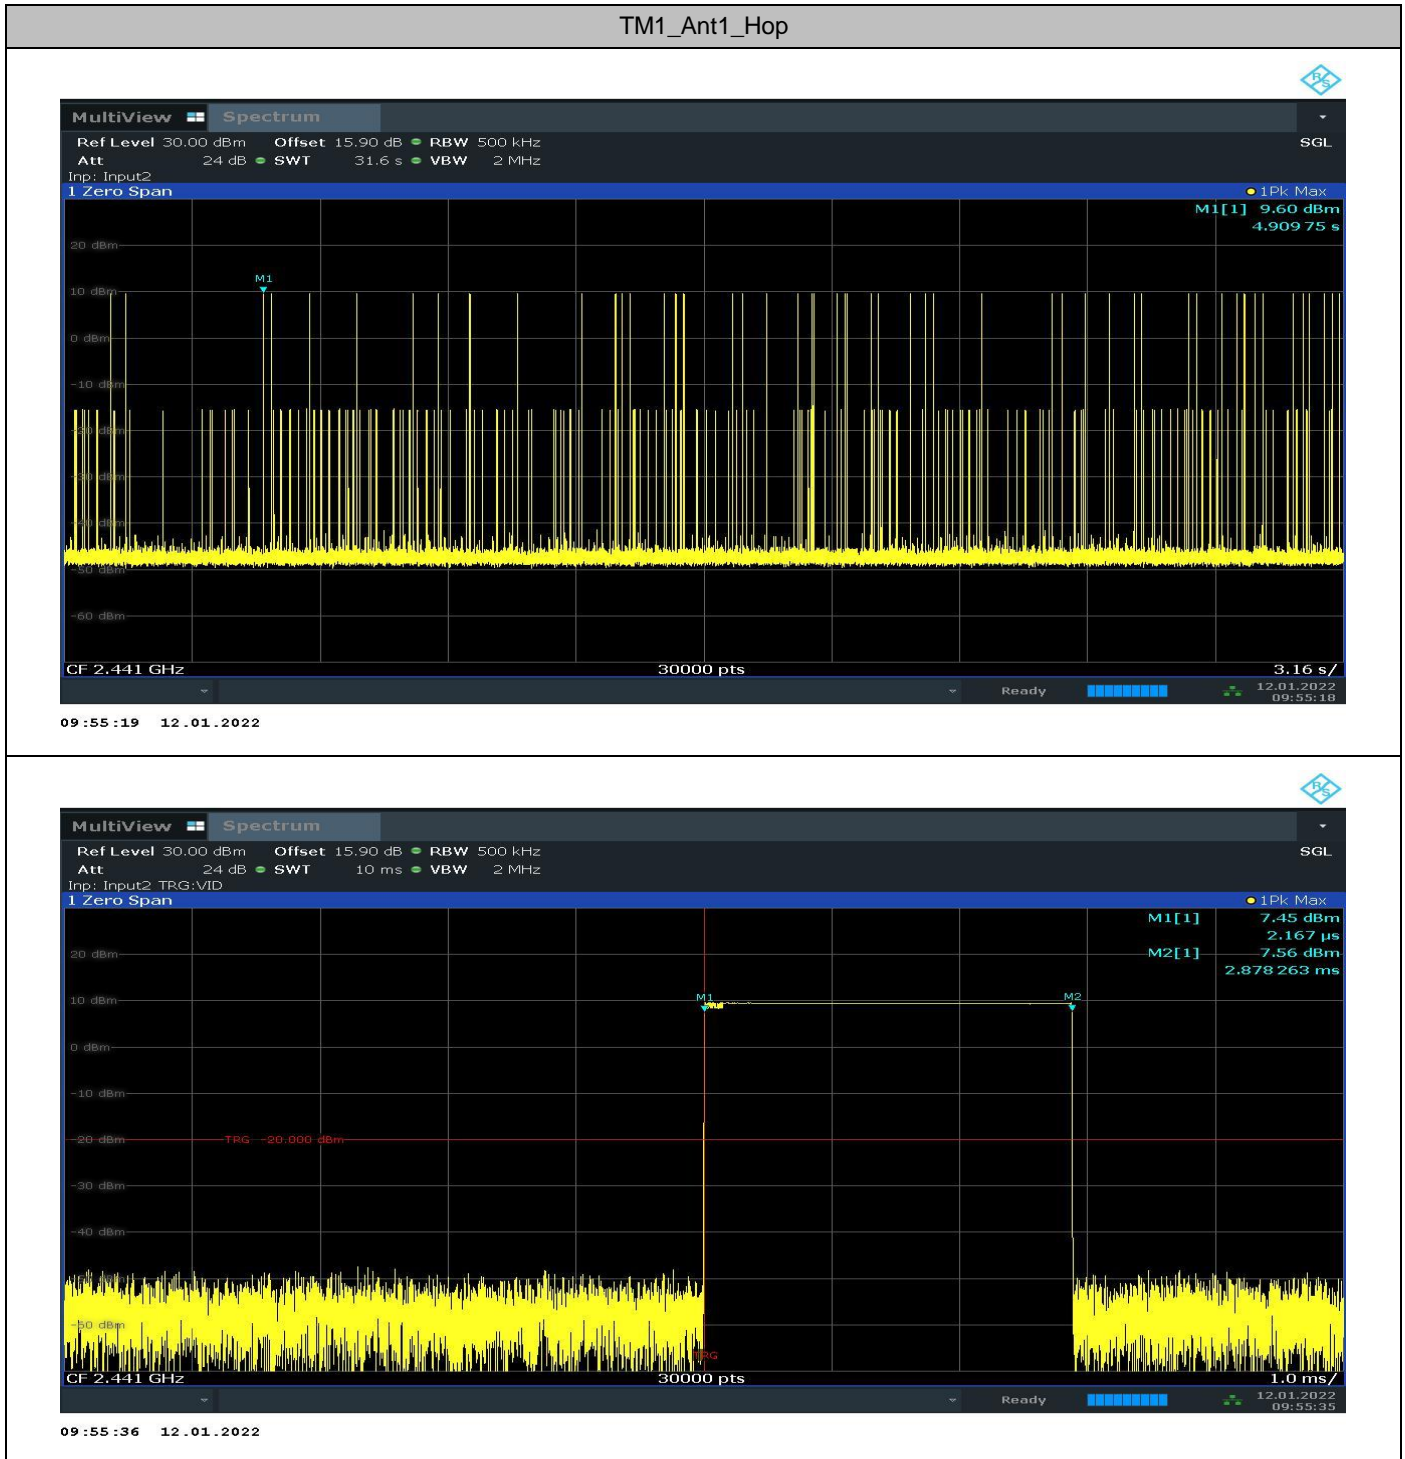 TM1_Ant1_Hop
R S
MultiView Spectrum
Ref Level 30.00 dBm Offset 15.90 dB RBW 500 kHz SGL
Att 24 dB SWT 31.6 s VBW 2 MHz
Inp: Input2
1 Zero Span 1Pk Max
M1[1] 9.60 dBm
4.909 75 s
20 dBm
M1
10 dBm
0 dBm
-10 dBm
-20 dBm
-30 dBm
-40 dBm
-50 dBm
-60 dBm
CF 2.441 GHz 30000 pts 3.16 s/
Ready 12.01.2022
09:55:18
09:55:19 12.01.2022
R S
MultiView Spectrum
Ref Level 30.00 dBm Offset 15.90 dB RBW 500 kHz SGL
Att 24 dB SWT 10 ms VBW 2 MHz
Inp: Input2 TRG:VID
1 Zero Span 1Pk Max
M1[1] 7.45 dBm
2.167 µs
20 dBm M2[1] 7.56 dBm
2.878 263 ms
10 dBm M1 M2
0 dBm
-10 dBm
-20 dBm TRG -20.000 dBm
-30 dBm
-40 dBm
-60 dBm
TRG
CF 2.441 GHz 30000 pts 1.0 ms/
Ready 12.01.2022
09:55:35
09:55:36 12.01.2022